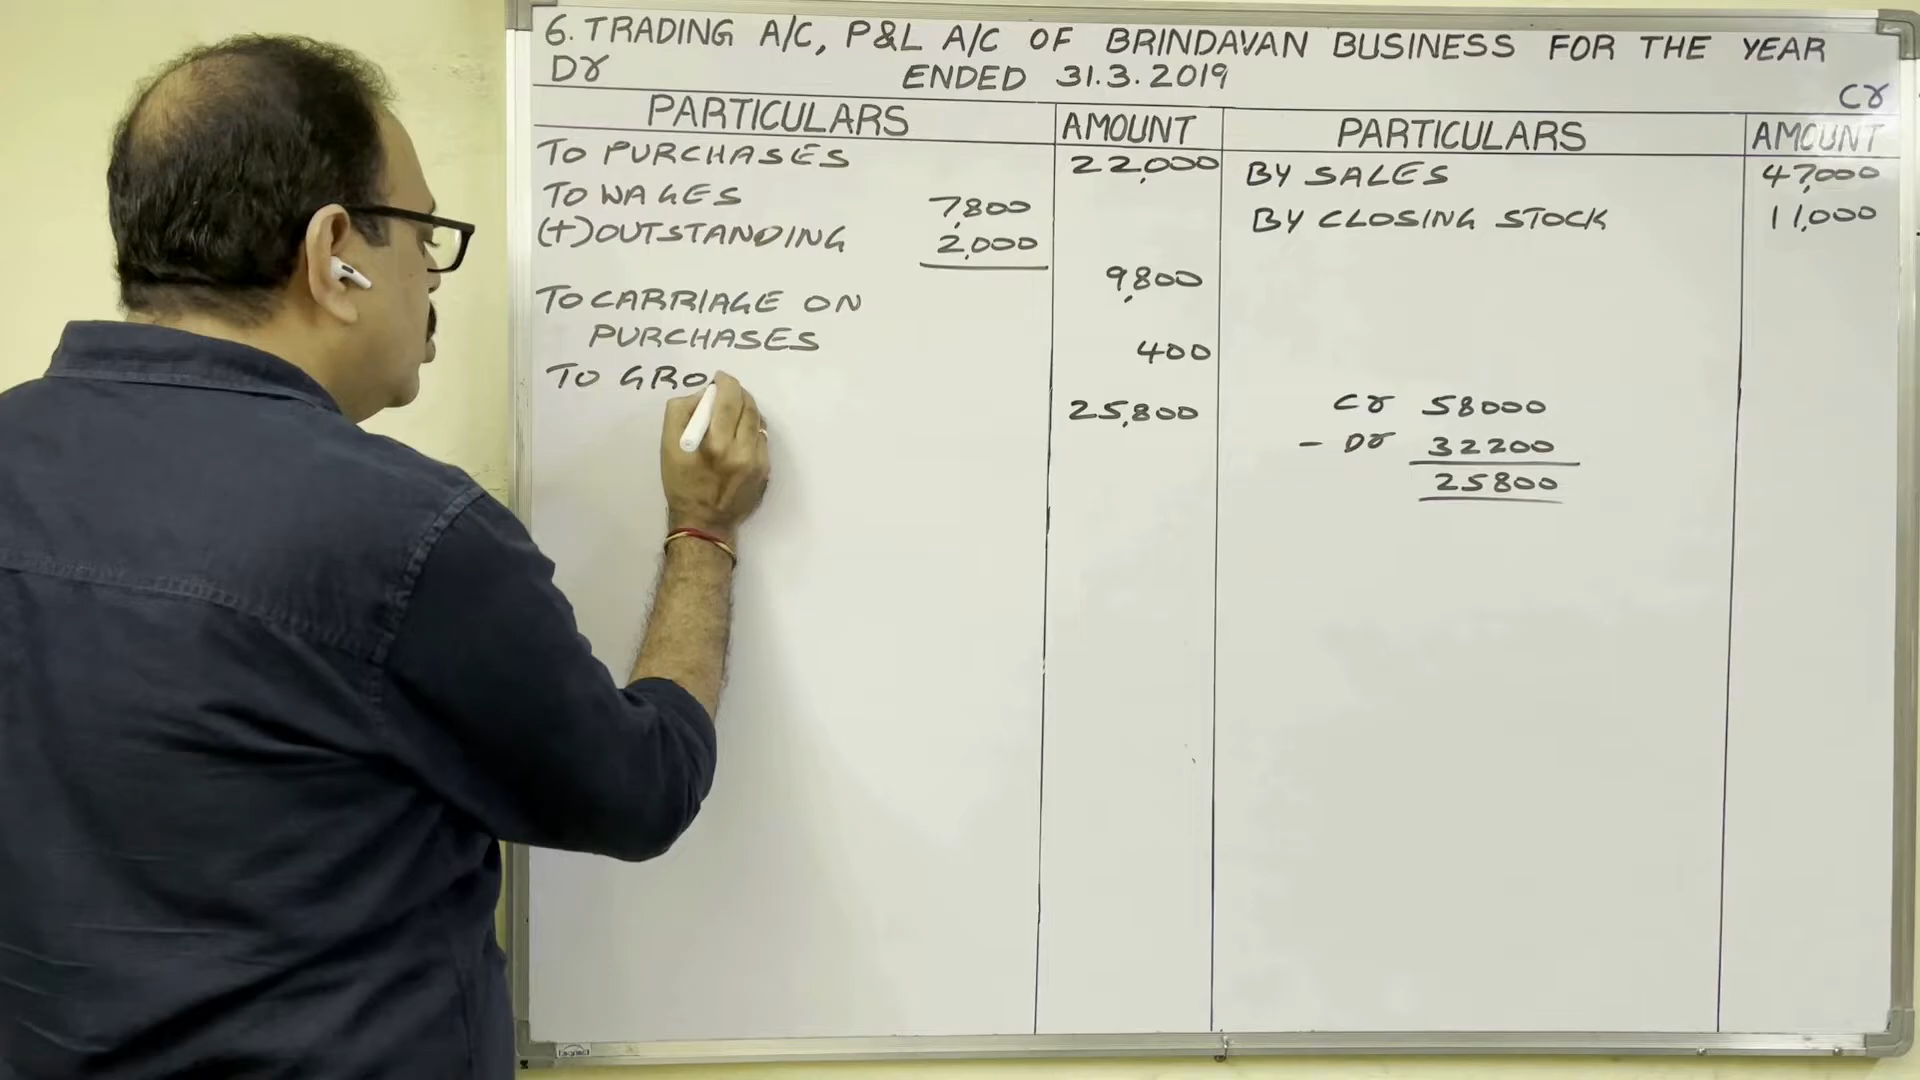 6. TRADING A/C, P&L A/C OF BRINDAVAN BUSINESS FOR THE YEAR
ENDED 31.3.2019
Dr
Cr
PARTICULARS AMOUNT PARTICULARS AMOUNT
TO PURCHASES 22,000 BY SALES 47,000
TO WAGES 7,800 BY CLOSING STOCK 11,000
(+)OUTSTANDING 2,000
9,800
TO CARRIAGE ON
PURCHASES 400
TO GRO
25,800
Cr 58000
- Dr 32200
25800